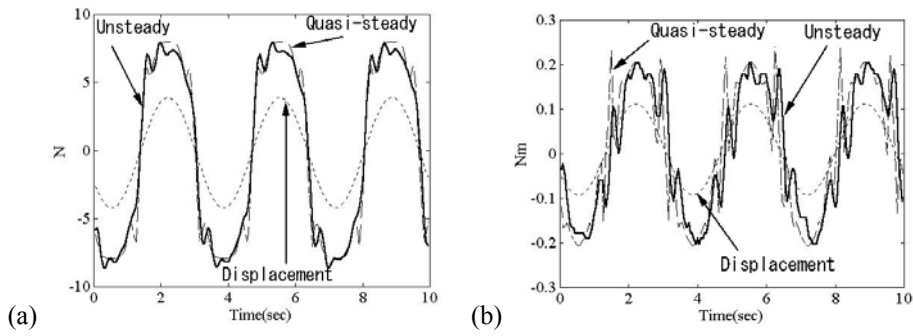 (a)
Unsteady
Quasi-steady
Displacement
N
10
5
0
-5
-10
0 2 4 6 8 10
Time(sec)
(b)
Quasi-steady
Unsteady
Displacement
Nm
0.3
0.2
0.1
0
-0.1
-0.2
-0.3
0 2 4 6 8 10
Time(sec)